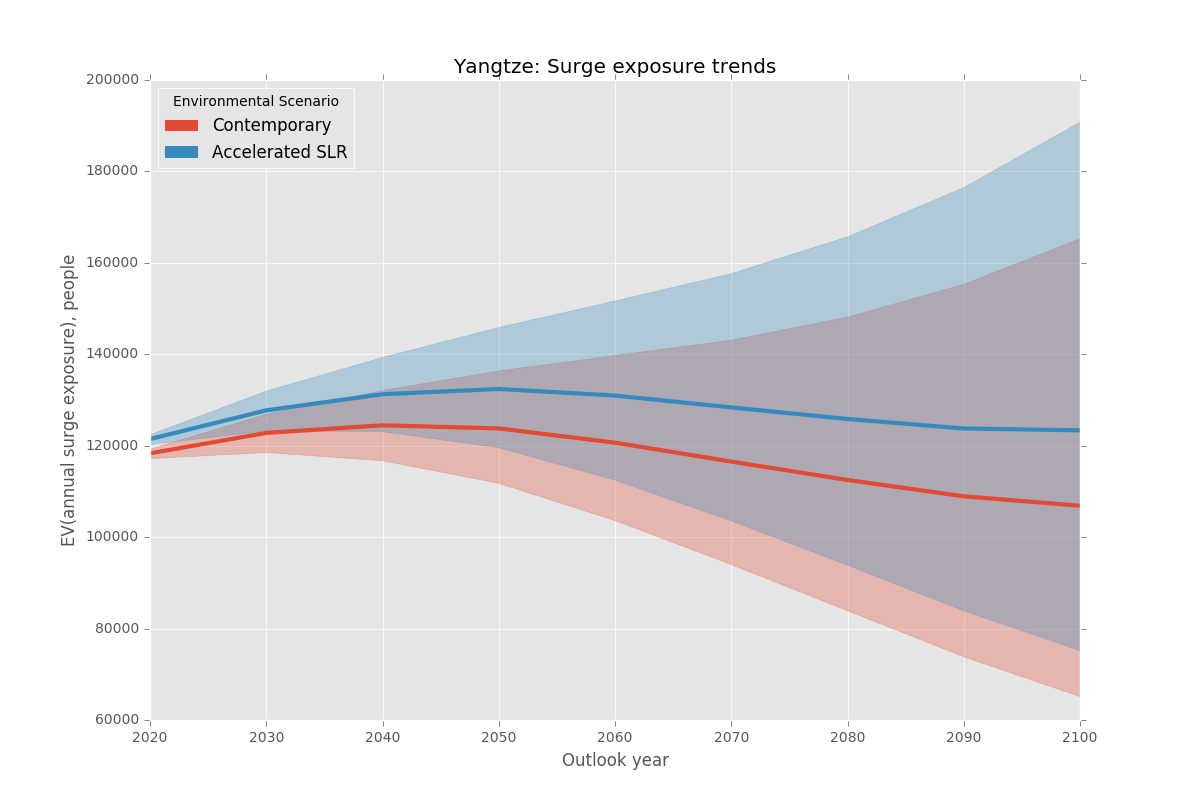 Yangtze: Surge exposure trends
Environmental Scenario
Contemporary
Accelerated SLR
EV(annual surge exposure), people
200000
180000
160000
140000
120000
100000
80000
60000
2020 2030 2040 2050 2060 2070 2080 2090 2100
Outlook year